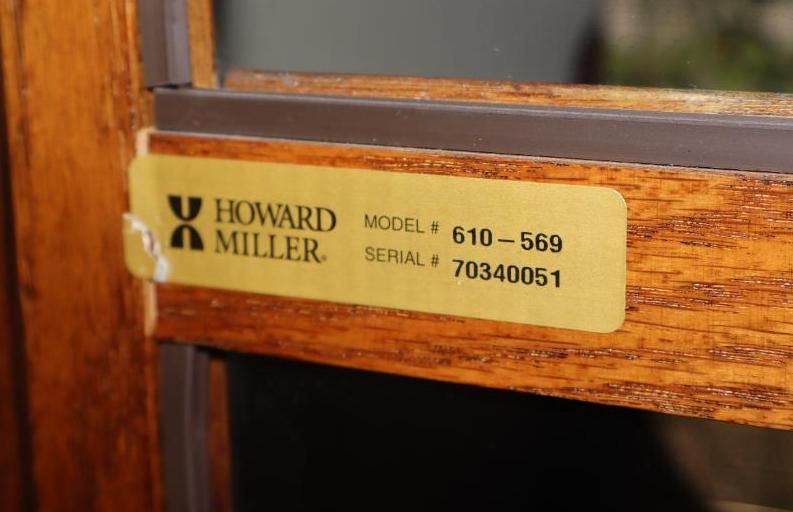 HOWARD MILLER®
MODEL # 610–569
SERIAL # 70340051